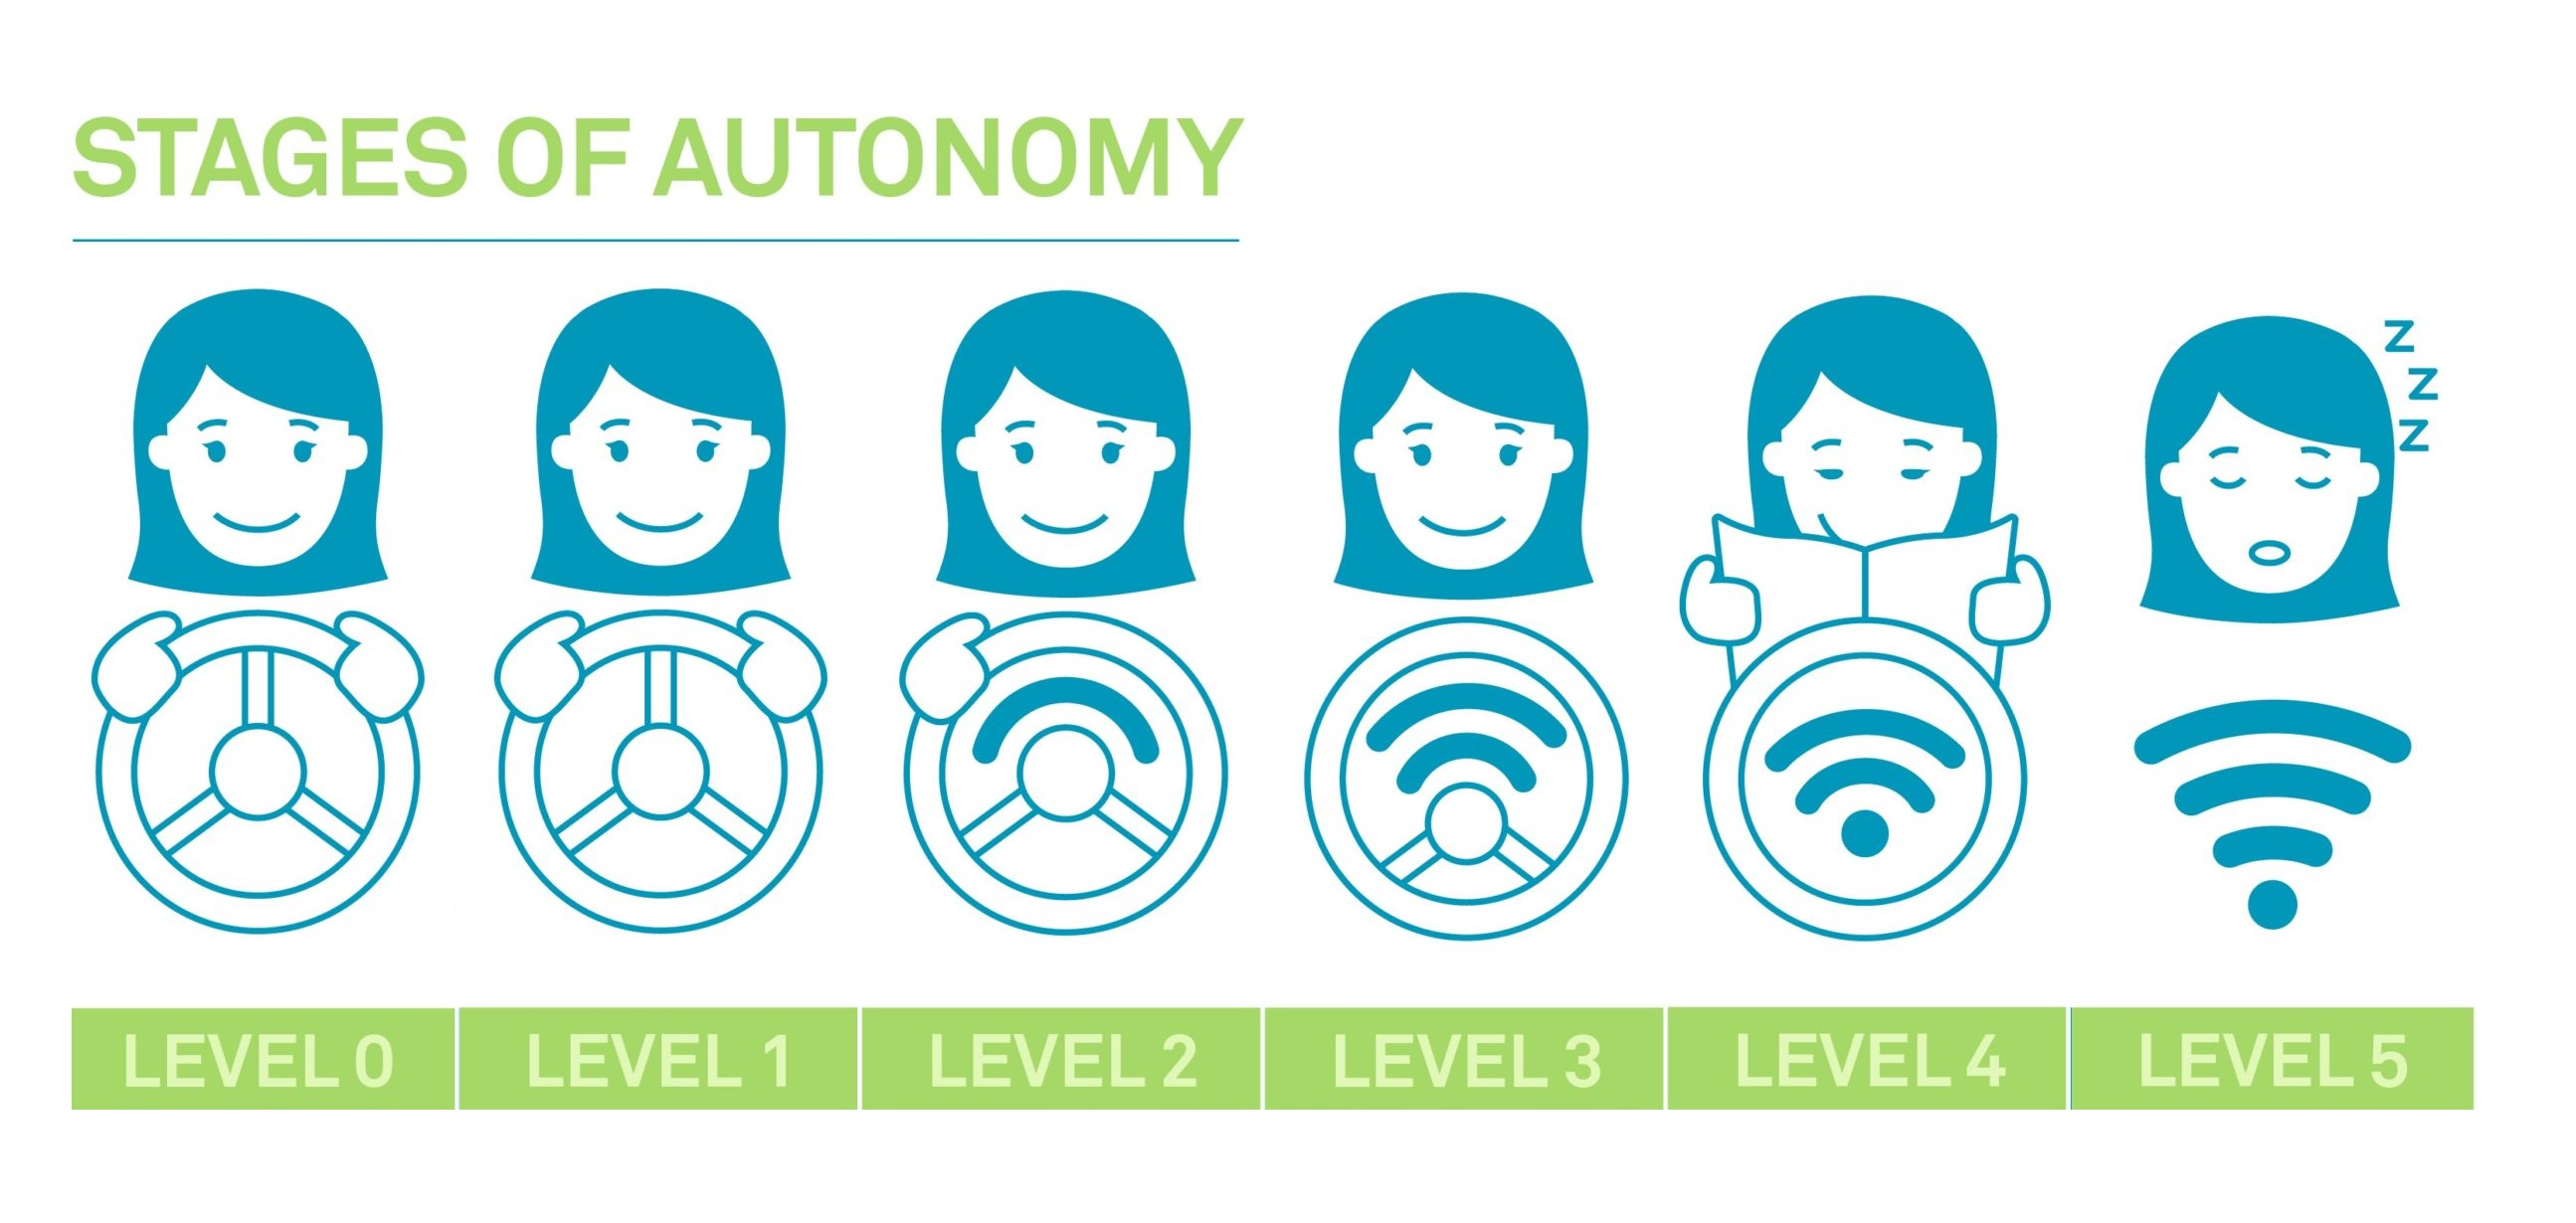 STAGES OF AUTONOMY
z
z
z
LEVEL 0
LEVEL 1
LEVEL 2
LEVEL 3
LEVEL 4
LEVEL 5